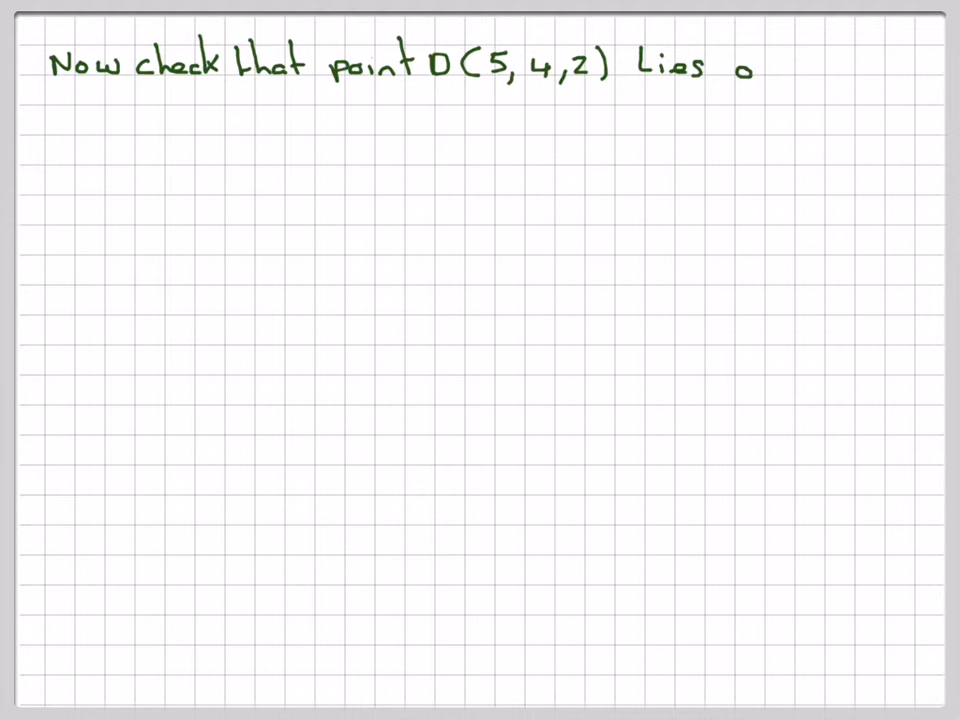 Now check that point D(5, 4, 2) Lies o